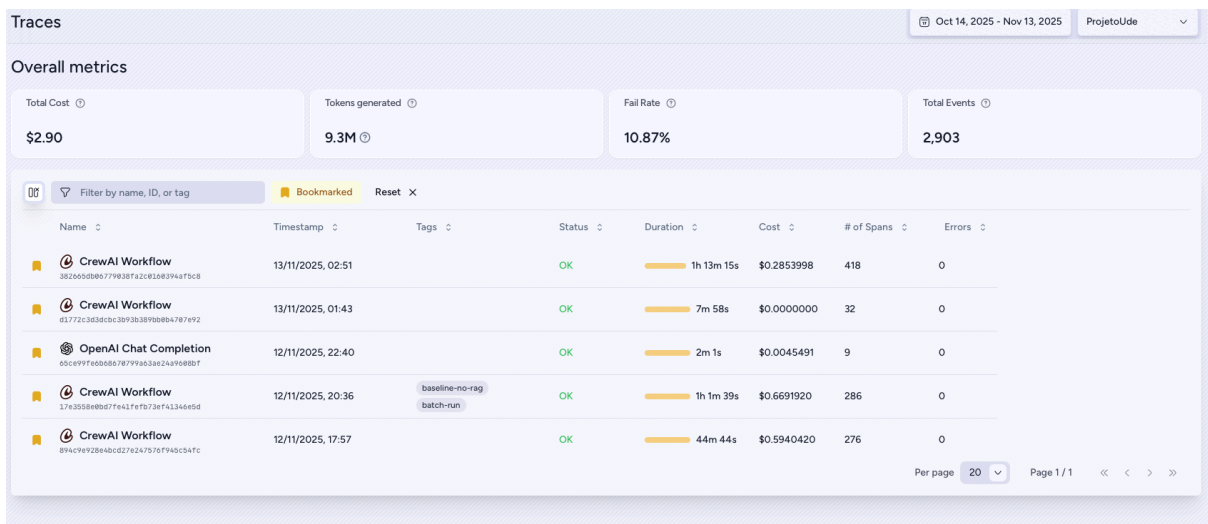 Traces
Oct 14, 2025 - Nov 13, 2025 ProjetoUde
Overall metrics
Total Cost Tokens generated Fail Rate Total Events
$2.90 9.3M 10.87% 2,903
Filter by name, ID, or tag Bookmarked Reset
Name Timestamp Tags Status Duration Cost # of Spans Errors
CrewAI Workflow 13/11/2025, 02:51 OK 1h 13m 15s $0.2853998 418 0
382665db06779038fa2c0160394af5c8
CrewAI Workflow 13/11/2025, 01:43 OK 7m 58s $0.0000000 32 0
d1772c3d3dcbc3b93b389bb0b4707e92
OpenAI Chat Completion 12/11/2025, 22:40 OK 2m 1s $0.0045491 9 0
65ce99fe6b68670799a63ae24a9608bf
CrewAI Workflow 12/11/2025, 20:36 baseline-no-rag batch-run OK 1h 1m 39s $0.6691920 286 0
17e3558e0bd7fe41fefb73ef41346e5d
CrewAI Workflow 12/11/2025, 17:57 OK 44m 44s $0.5940420 276 0
894c9e928e4bcd27e247576f945c54fc
Per page 20 Page 1 / 1